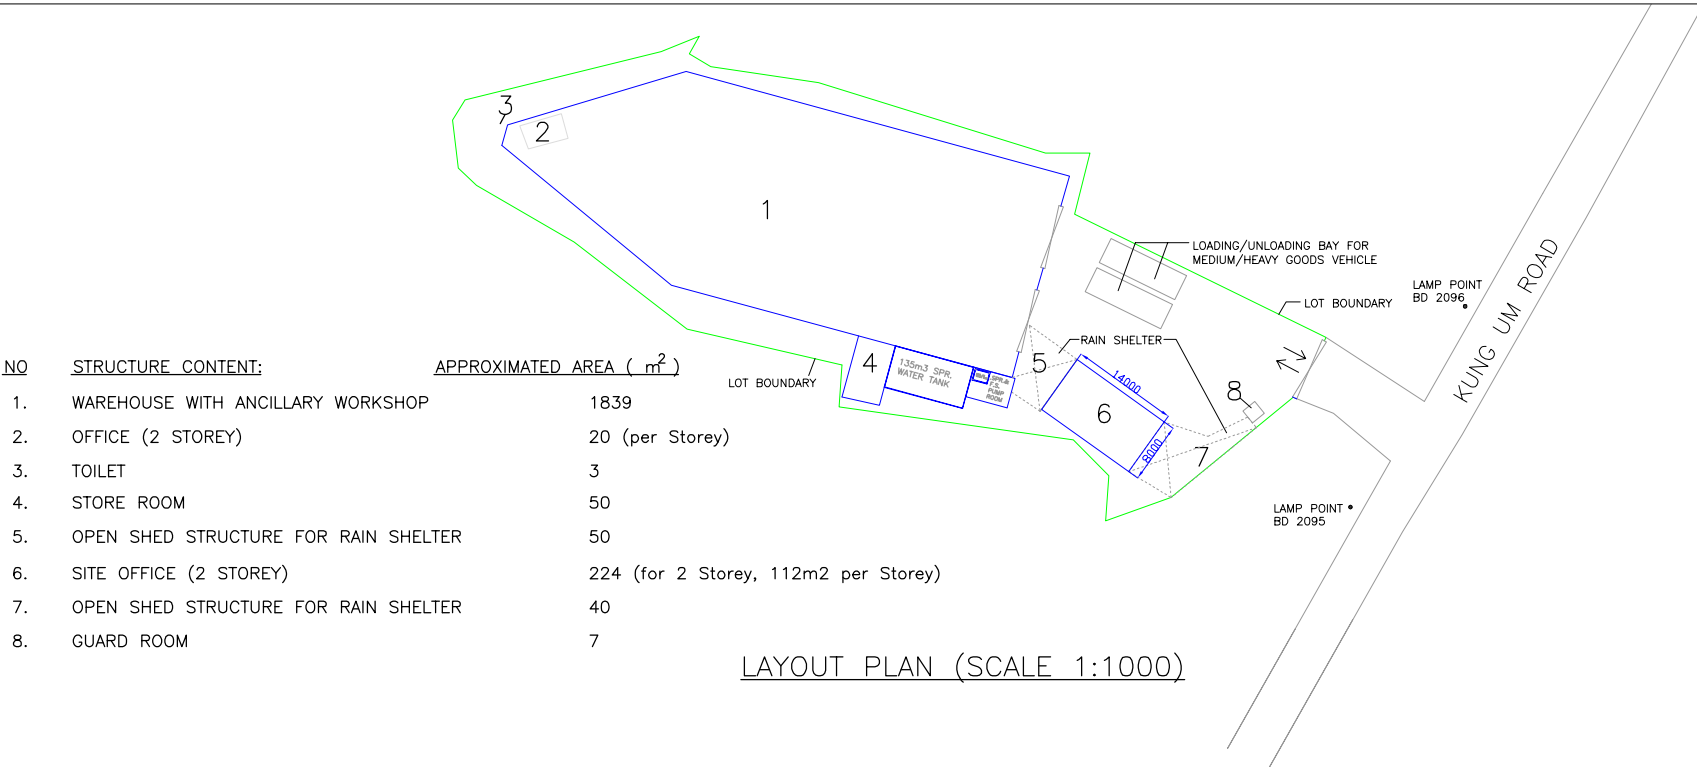 3
2
1
LOADING/UNLOADING BAY FOR
MEDIUM/HEAVY GOODS VEHICLE
LAMP POINT
BD 2096
LOT BOUNDARY
KUNG UM ROAD
RAIN SHELTER
5
4
135m3 SPR.
WATER TANK
SPR.&
F.S.
PUMP
ROOM
LOT BOUNDARY
14000
6
8000
8
7
LAMP POINT
BD 2095
NO STRUCTURE CONTENT: APPROXIMATED AREA ( m² )
1. WAREHOUSE WITH ANCILLARY WORKSHOP 1839
2. OFFICE (2 STOREY) 20 (per Storey)
3. TOILET 3
4. STORE ROOM 50
5. OPEN SHED STRUCTURE FOR RAIN SHELTER 50
6. SITE OFFICE (2 STOREY) 224 (for 2 Storey, 112m2 per Storey)
7. OPEN SHED STRUCTURE FOR RAIN SHELTER 40
8. GUARD ROOM 7
LAYOUT PLAN (SCALE 1:1000)